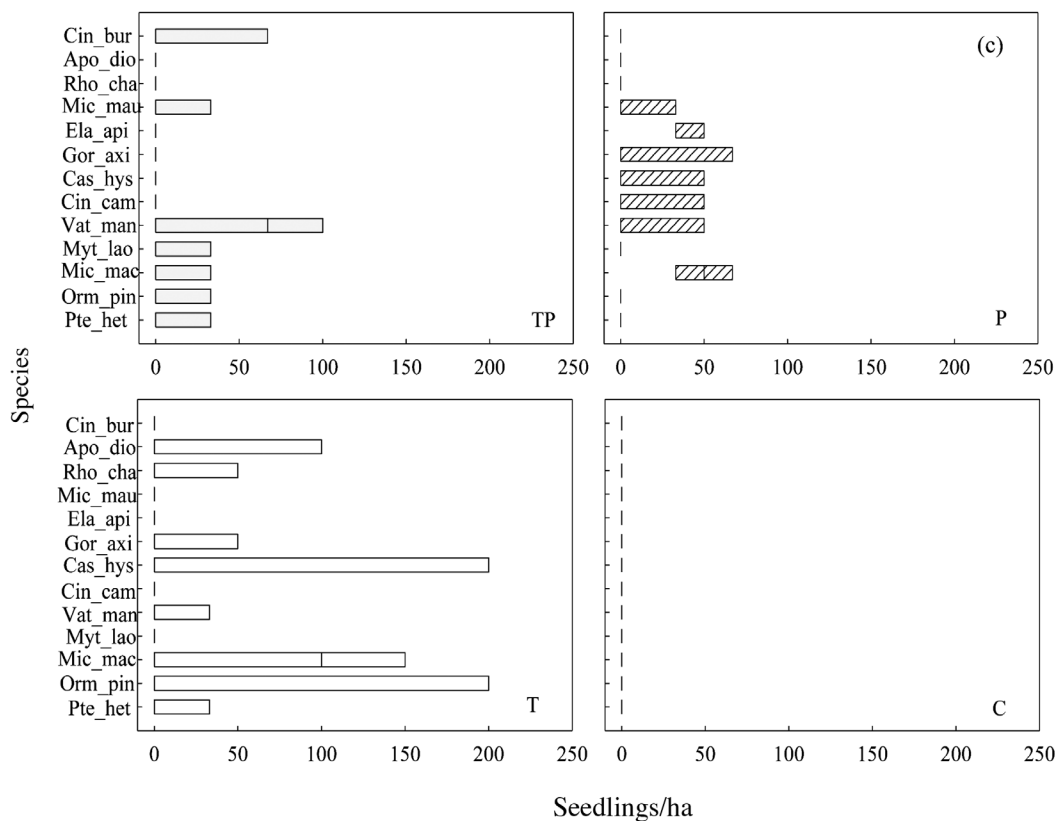 Cin_bur
Apo_dio
Rho_cha
Mic_mau
Ela_api
Gor_axi
Cas_hys
Cin_cam
Vat_man
Myt_lao
Mic_mac
Orm_pin
Pte_het
TP
0 50 100 150 200 250
(c)
P
0 50 100 150 200 250
Species
Cin_bur
Apo_dio
Rho_cha
Mic_mau
Ela_api
Gor_axi
Cas_hys
Cin_cam
Vat_man
Myt_lao
Mic_mac
Orm_pin
Pte_het
T
0 50 100 150 200 250
C
0 50 100 150 200 250
Seedlings/ha